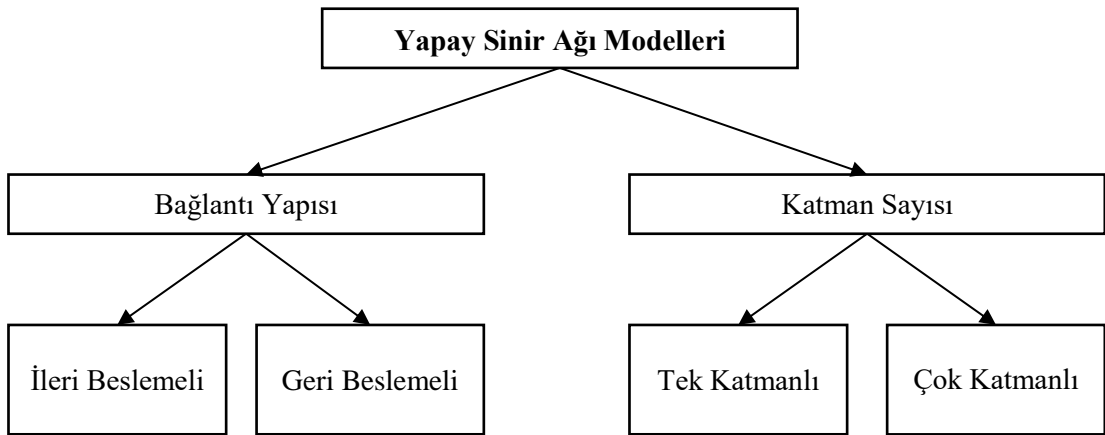 Yapay Sinir Ağı Modelleri
Bağlantı Yapısı
Katman Sayısı
İleri Beslemeli
Geri Beslemeli
Tek Katmanlı
Çok Katmanlı